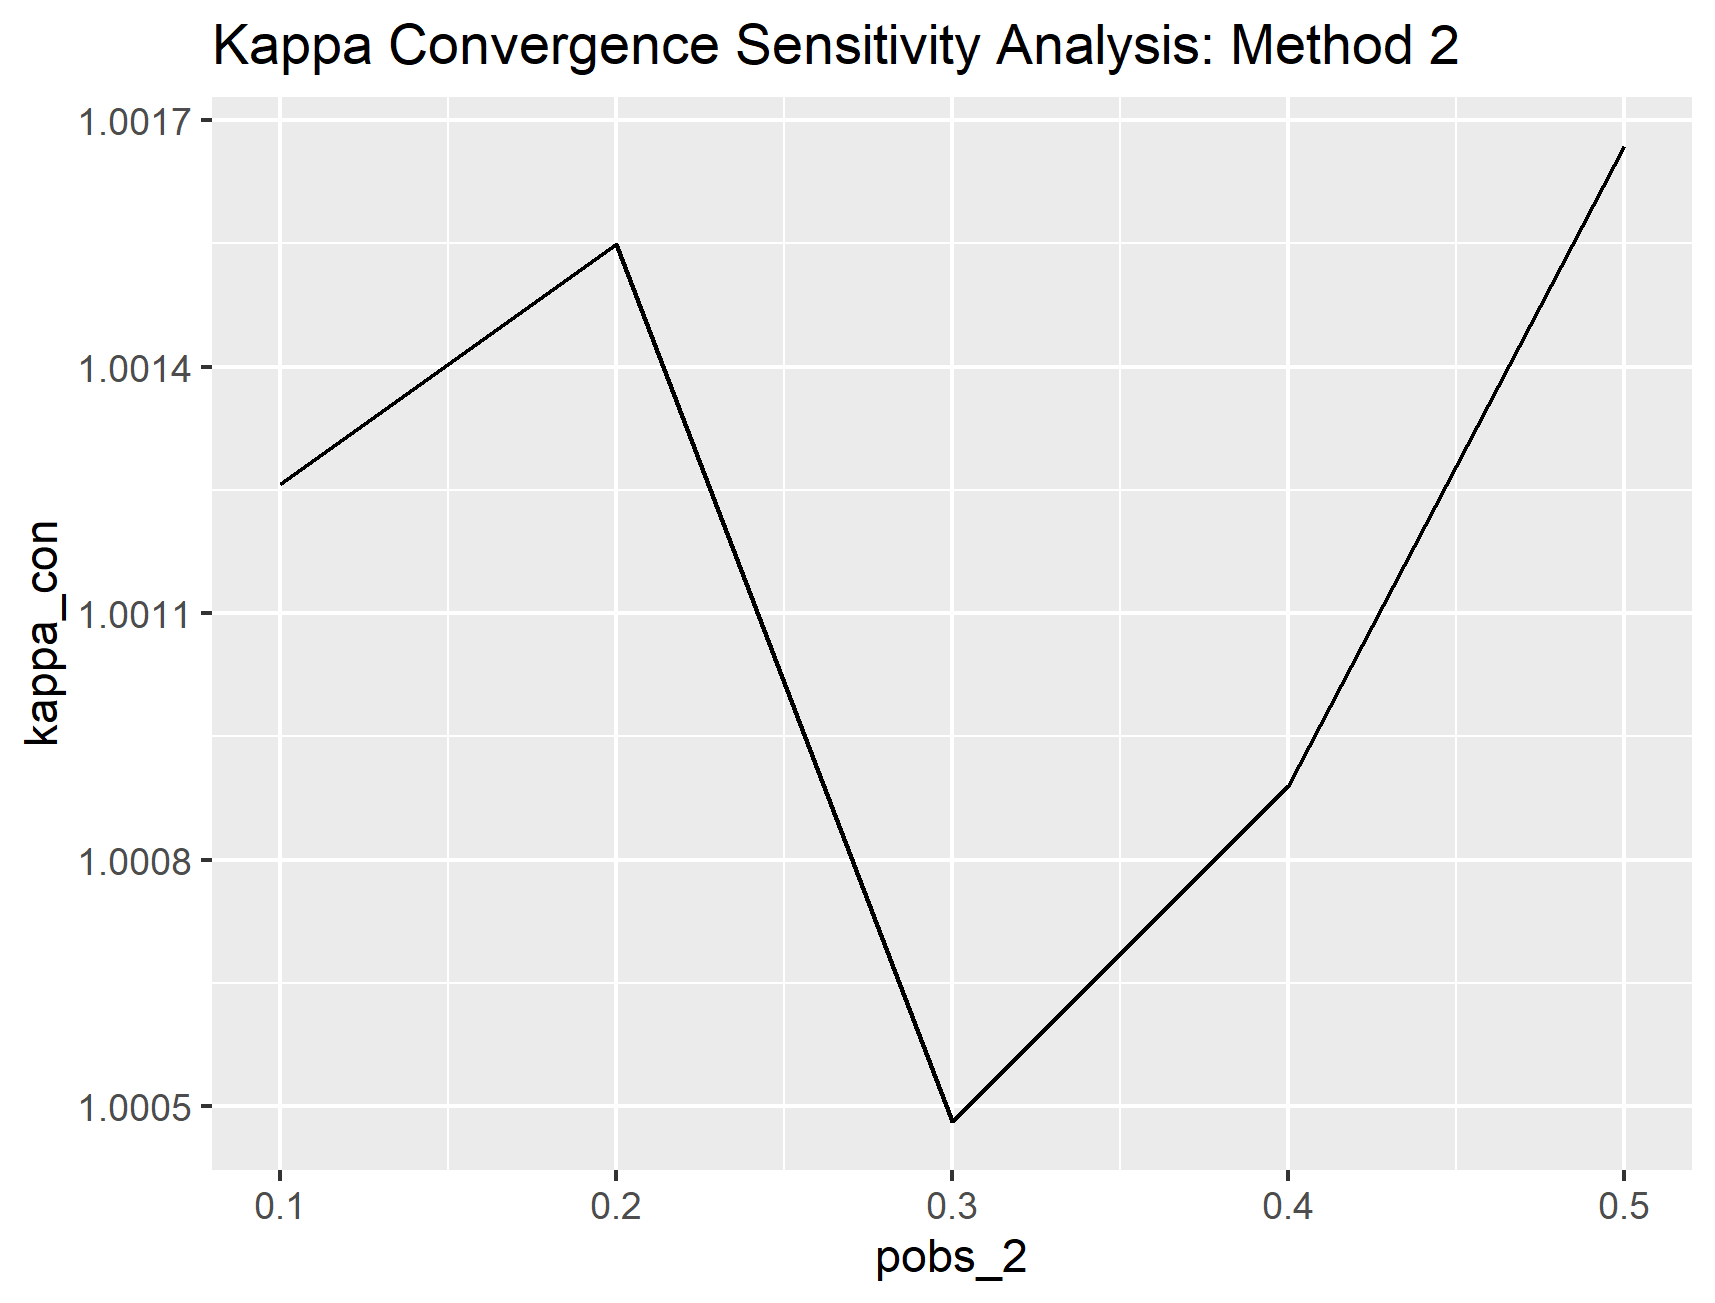 Kappa Convergence Sensitivity Analysis: Method 2
kappa_con
1.0017
1.0014
1.0011
1.0008
1.0005
0.1 0.2 0.3 0.4 0.5
pobs_2